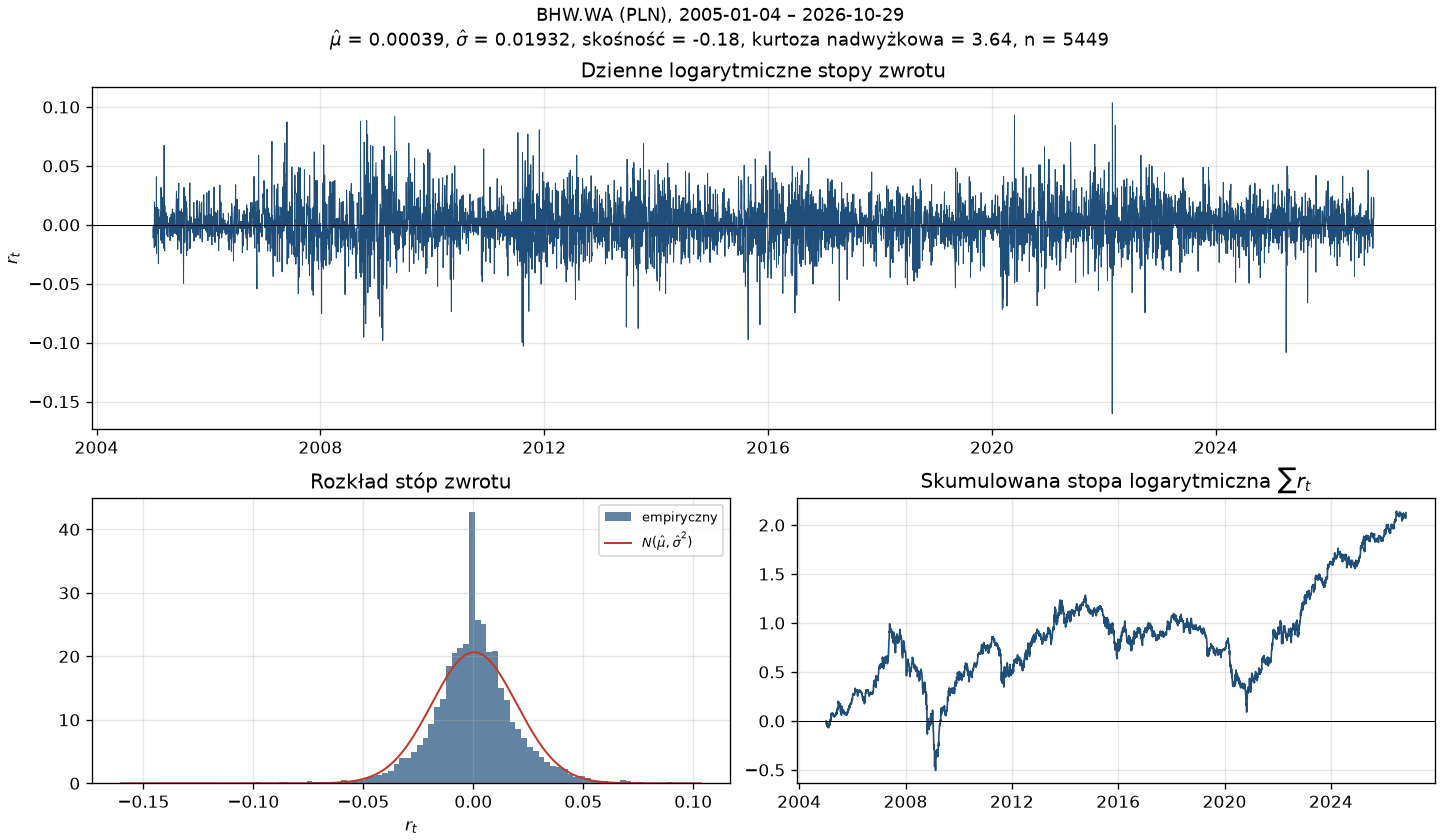 BHW.WA (PLN), 2005-01-04 – 2026-10-29
μ̂ = 0.00039, σ̂ = 0.01932, skośność = -0.18, kurtoza nadwyżkowa = 3.64, n = 5449
Dzienne logarytmiczne stopy zwrotu
0.10
0.05
0.00
−0.05
−0.10
−0.15
r_t
2004 2008 2012 2016 2020 2024
Rozkład stóp zwrotu
empiryczny
N(μ̂, σ̂²)
40
30
20
10
0
−0.15 −0.10 −0.05 0.00 0.05 0.10
r_t
Skumulowana stopa logarytmiczna ∑r_t
2.0
1.5
1.0
0.5
0.0
−0.5
2004 2008 2012 2016 2020 2024